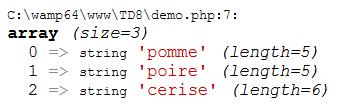 C:\wamp64\www\TD8\demo.php:7:
array (size=3)
0 => string 'pomme' (length=5)
1 => string 'poire' (length=5)
2 => string 'cerise' (length=6)